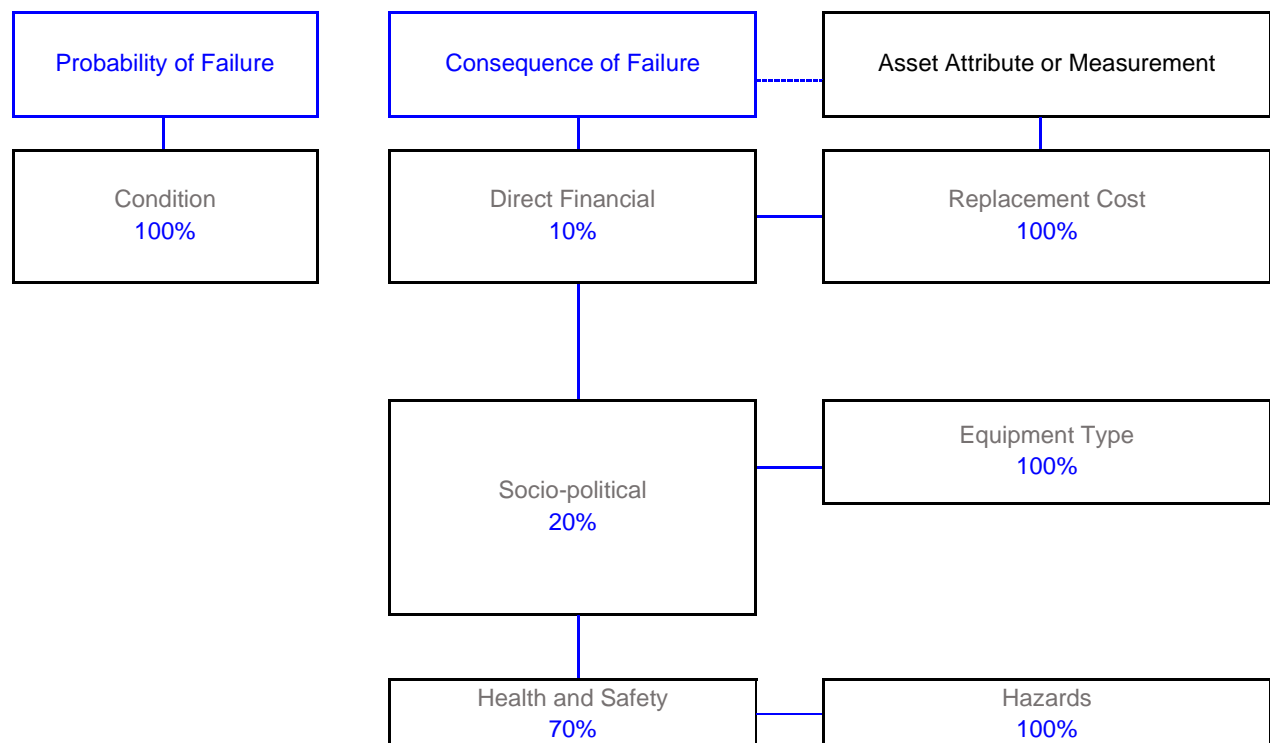 Probability of Failure
Consequence of Failure
Asset Attribute or Measurement
Condition
100%
Direct Financial
10%
Replacement Cost
100%
Socio-political
20%
Equipment Type
100%
Health and Safety
70%
Hazards
100%